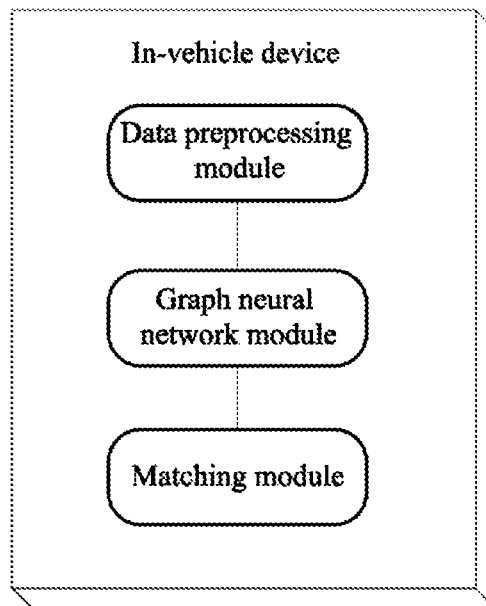 In-vehicle device
Data preprocessing
module
Graph neural
network module
Matching module